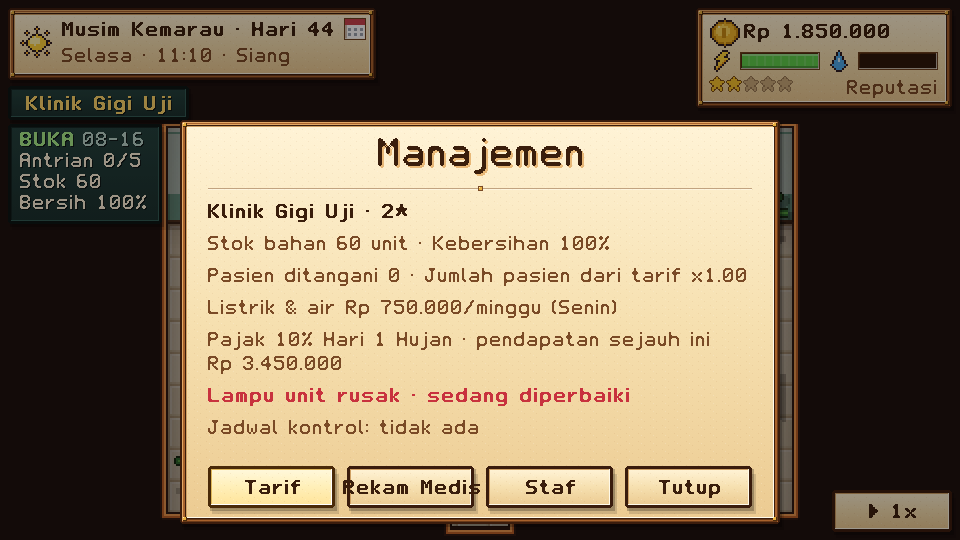 Musim Kemarau · Hari 44
Selasa · 11:10 · Siang
Rp 1.850.000
Reputasi
Klinik Gigi Uji
BUKA 08-16
Antrian 0/5
Stok 60
Bersih 100%
Manajemen
Klinik Gigi Uji · 2★
Stok bahan 60 unit · Kebersihan 100%
Pasien ditangani 0 · Jumlah pasien dari tarif x1.00
Listrik & air Rp 750.000/minggu (Senin)
Pajak 10% Hari 1 Hujan · pendapatan sejauh ini
Rp 3.450.000
Lampu unit rusak · sedang diperbaiki
Jadwal kontrol: tidak ada
Tarif
Rekam Medis
Staf
Tutup
1x